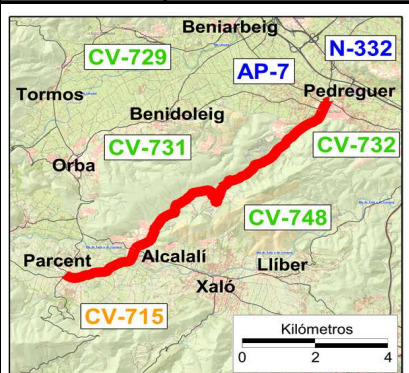 Beniarbeig
N-332
CV-729
AP-7
Tormos
Pedreguer
Benidoleig
CV-731
CV-732
Orba
CV-748
Parcent
Alcalalí
Llíber
Xaló
CV-715
Kilómetros
0 2 4